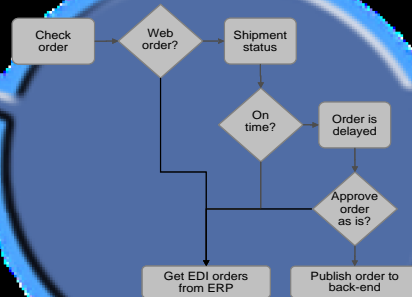 Check
order
Web
order?
Shipment
status
On
time?
Order is
delayed
Approve
order
as is?
Get EDI orders
from ERP
Publish order to
back-end